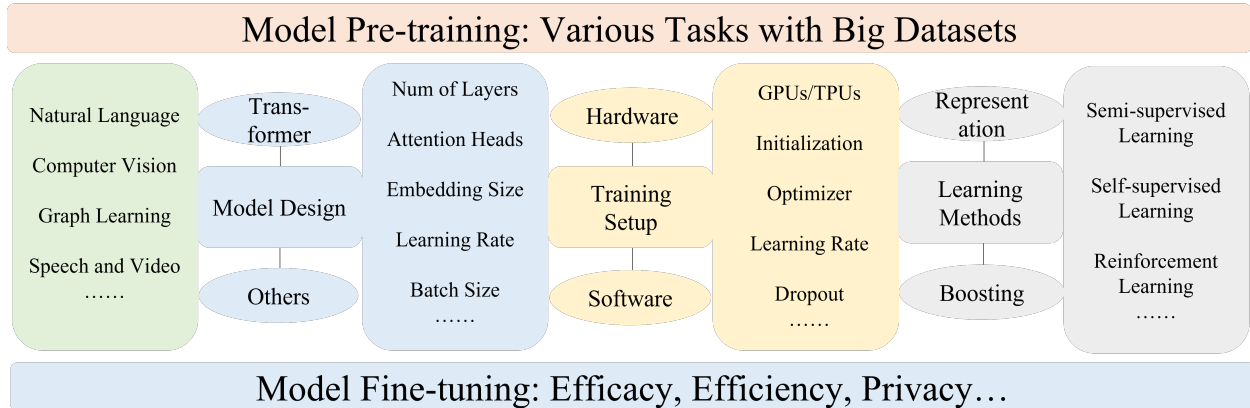 Model Pre-training: Various Tasks with Big Datasets
Natural Language
Computer Vision
Graph Learning
Speech and Video
……
Trans-
former
Model Design
Others
Num of Layers
Attention Heads
Embedding Size
Learning Rate
Batch Size
……
Hardware
Training
Setup
Software
GPUs/TPUs
Initialization
Optimizer
Learning Rate
Dropout
……
Represent
ation
Learning
Methods
Boosting
Semi-supervised
Learning
Self-supervised
Learning
Reinforcement
Learning
……
Model Fine-tuning: Efficacy, Efficiency, Privacy…